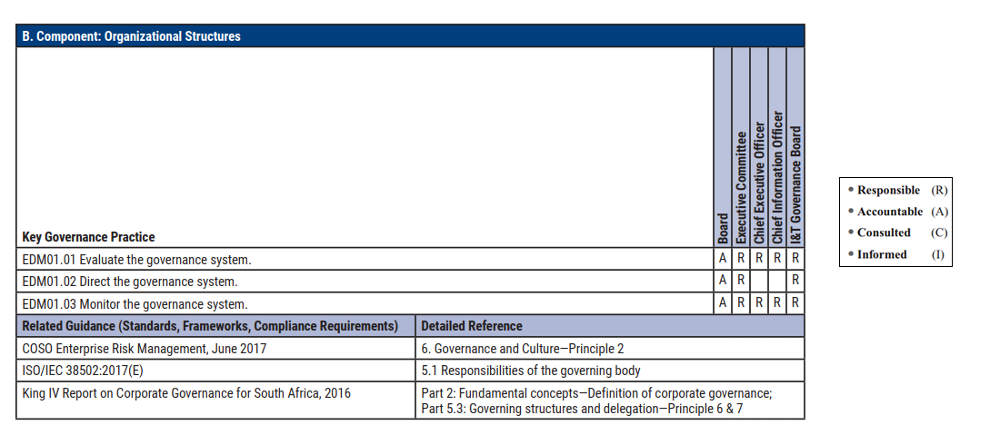 B. Component: Organizational Structures
Key Governance Practice
Board
Executive Committee
Chief Executive Officer
Chief Information Officer
I&T Governance Board
EDM01.01 Evaluate the governance system. A R R R R
EDM01.02 Direct the governance system. A R R
EDM01.03 Monitor the governance system. A R R R R
Related Guidance (Standards, Frameworks, Compliance Requirements) Detailed Reference
COSO Enterprise Risk Management, June 2017 6. Governance and Culture—Principle 2
ISO/IEC 38502:2017(E) 5.1 Responsibilities of the governing body
King IV Report on Corporate Governance for South Africa, 2016 Part 2: Fundamental concepts—Definition of corporate governance;
Part 5.3: Governing structures and delegation—Principle 6 & 7
• Responsible (R)
• Accountable (A)
• Consulted (C)
• Informed (I)